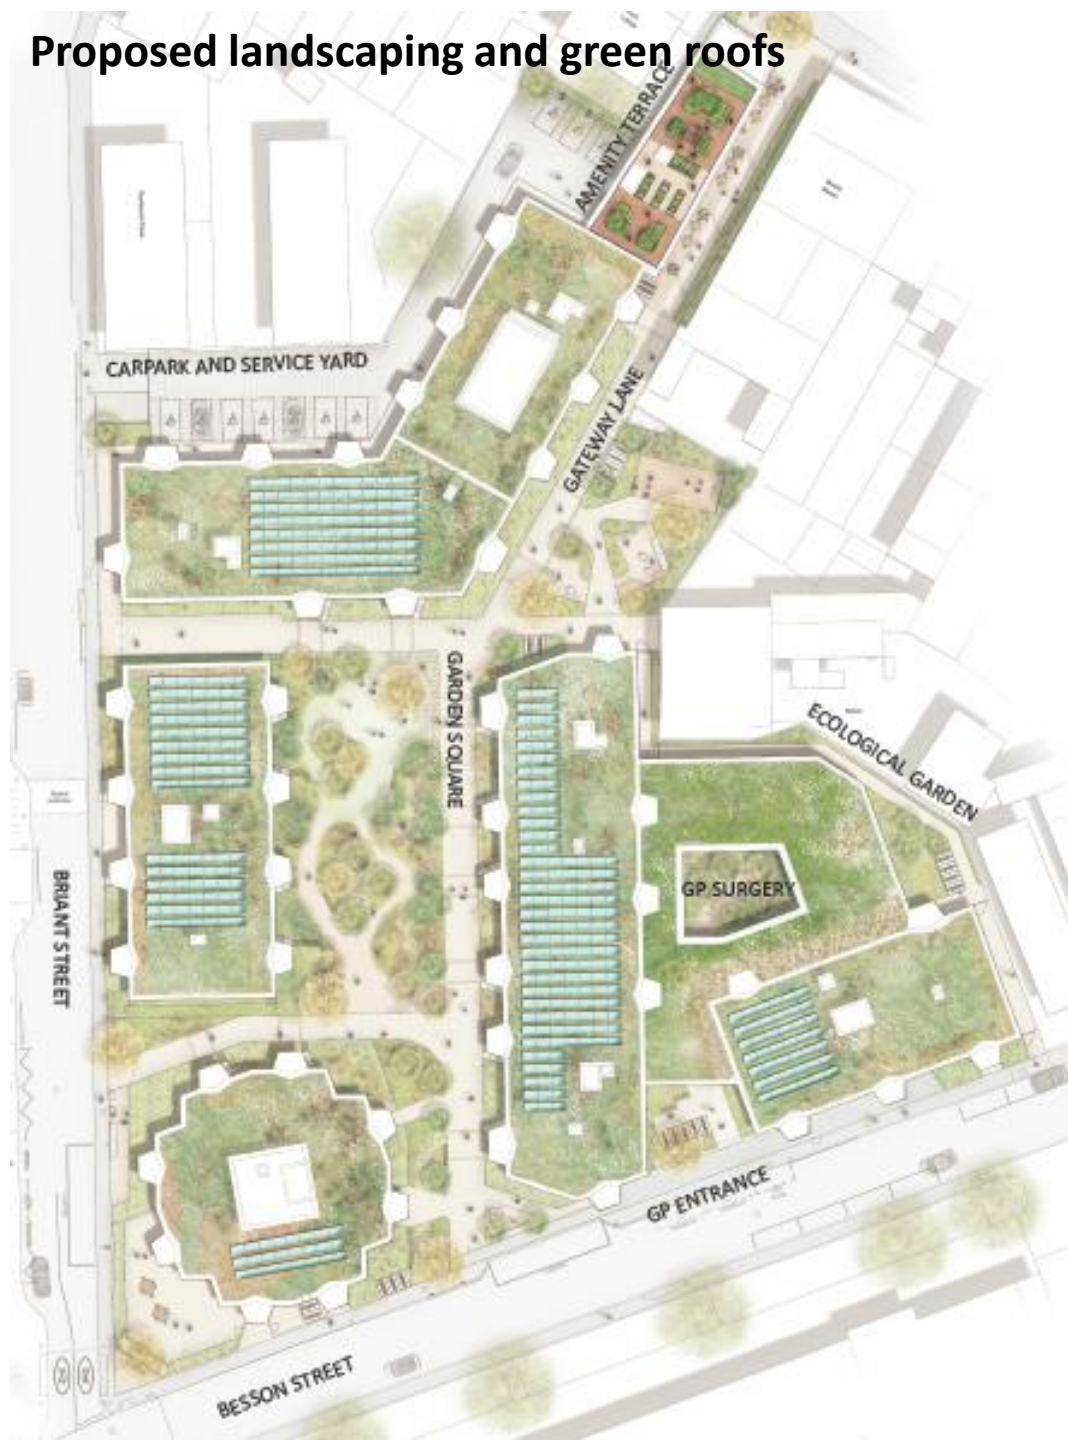 Proposed landscaping and green roofs
AMENITY TERRACE
CARPARK AND SERVICE YARD
GATEWAY LANE
GARDEN SQUARE
ECOLOGICAL GARDEN
GP SURGERY
BRIANT STREET
GP ENTRANCE
BESSON STREET